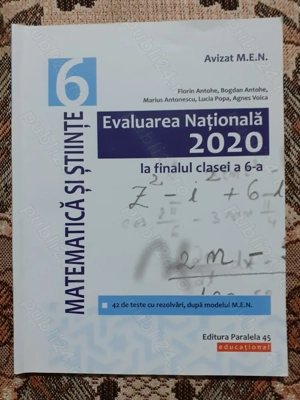 Avizat M.E.N.
6
Florin Antohe, Bogdan Antohe,
Marius Antonescu, Lucia Popa, Agnes Voica
Evaluarea Națională
2020
la finalul clasei a 6-a
MATEMATICĂ ȘI ȘTIINȚE
42 de teste cu rezolvări, după modelul M.E.N.
Editura Paralela 45
educațional